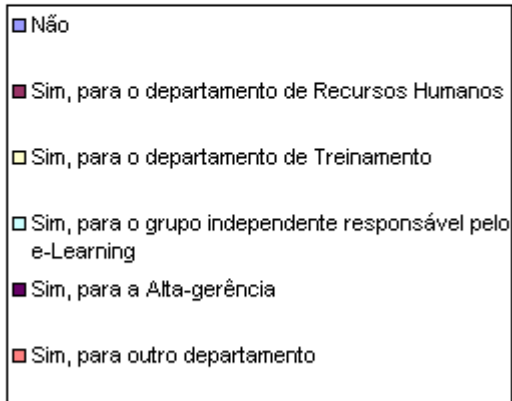 Não
Sim, para o departamento de Recursos Humanos
Sim, para o departamento de Treinamento
Sim, para o grupo independente responsável pelo
e-Learning
Sim, para a Alta-gerência
Sim, para outro departamento